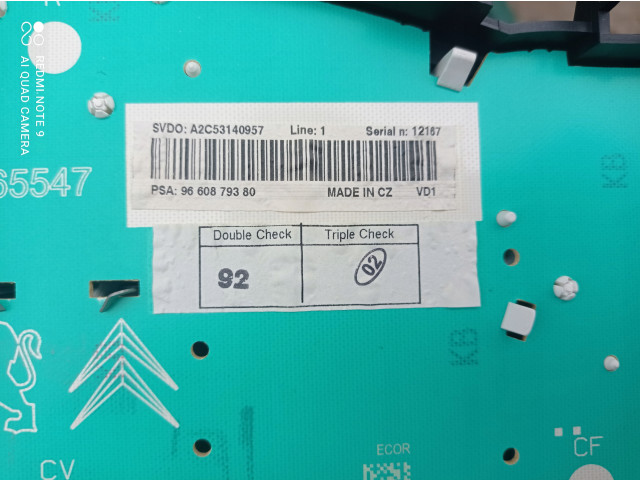 REDMI NOTE 9
AI QUAD CAMERA
SVDO: A2C53140957 Line: 1 Serial n: 12167
PSA: 96 608 793 80 MADE IN CZ VD1
65547
Double Check Triple Check
92 02
KB
KB
ECOR
CF
CV